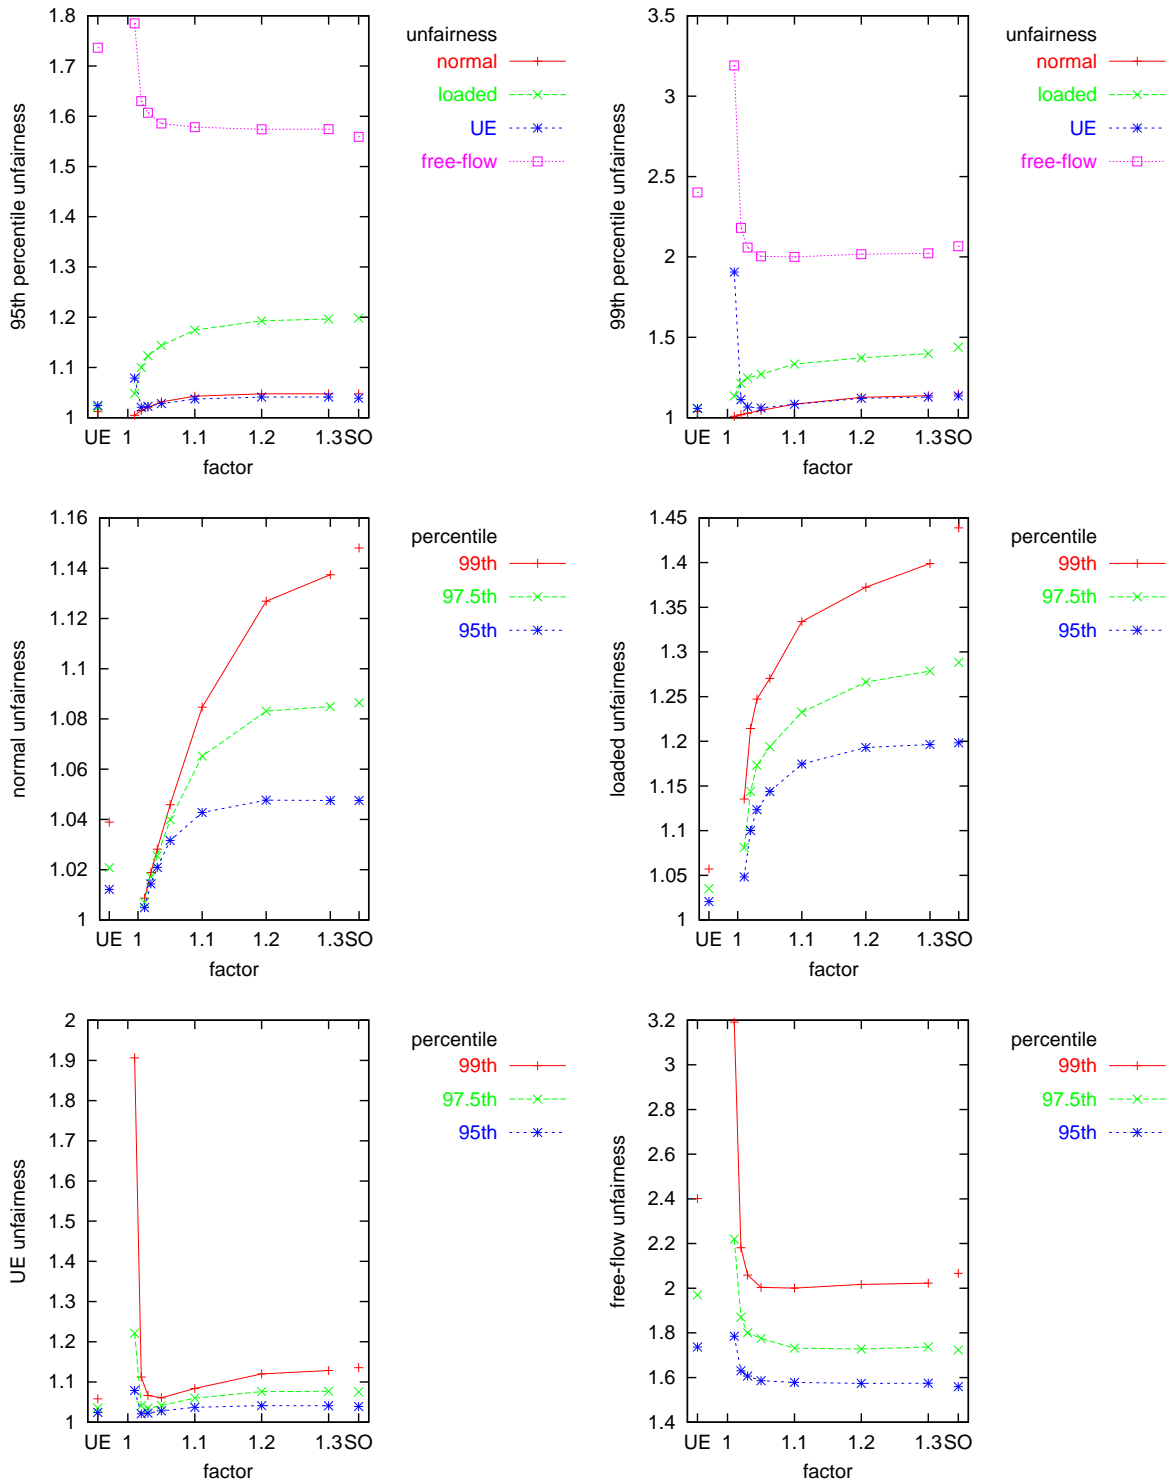 95th percentile unfairness
1.8
1.7
1.6
1.5
1.4
1.3
1.2
1.1
1
UE 1 1.1 1.2 1.3 SO
factor
unfairness
normal
loaded
UE
free-flow
99th percentile unfairness
3.5
3
2.5
2
1.5
1
UE 1 1.1 1.2 1.3 SO
factor
unfairness
normal
loaded
UE
free-flow
normal unfairness
1.16
1.14
1.12
1.1
1.08
1.06
1.04
1.02
1
UE 1 1.1 1.2 1.3 SO
factor
percentile
99th
97.5th
95th
loaded unfairness
1.45
1.4
1.35
1.3
1.25
1.2
1.15
1.1
1.05
1
UE 1 1.1 1.2 1.3 SO
factor
percentile
99th
97.5th
95th
UE unfairness
2
1.9
1.8
1.7
1.6
1.5
1.4
1.3
1.2
1.1
1
UE 1 1.1 1.2 1.3 SO
factor
percentile
99th
97.5th
95th
free-flow unfairness
3.2
3
2.8
2.6
2.4
2.2
2
1.8
1.6
1.4
UE 1 1.1 1.2 1.3 SO
factor
percentile
99th
97.5th
95th